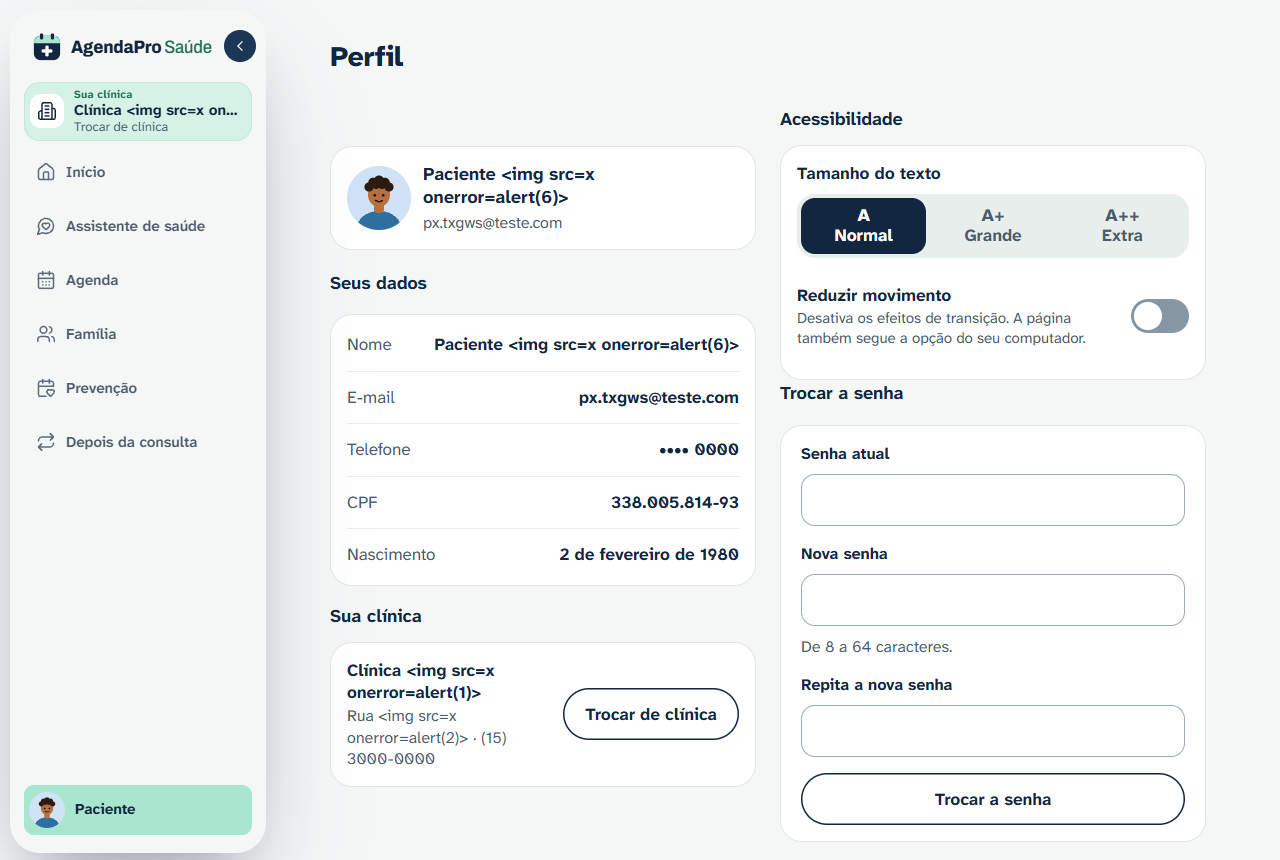 AgendaPro Saúde
Sua clínica
Clínica <img src=x on...
Trocar de clínica
Início
Assistente de saúde
Agenda
Família
Prevenção
Depois da consulta
Paciente
Perfil
Paciente <img src=x
onerror=alert(6)>
px.txgws@teste.com
Seus dados
Nome Paciente <img src=x onerror=alert(6)>
E-mail px.txgws@teste.com
Telefone •••• 0000
CPF 338.005.814-93
Nascimento 2 de fevereiro de 1980
Sua clínica
Clínica <img src=x
onerror=alert(1)>
Rua <img src=x
onerror=alert(2)> · (15)
3000-0000
Trocar de clínica
Acessibilidade
Tamanho do texto
A
Normal
A+
Grande
A++
Extra
Reduzir movimento
Desativa os efeitos de transição. A página
também segue a opção do seu computador.
Trocar a senha
Senha atual
Nova senha
De 8 a 64 caracteres.
Repita a nova senha
Trocar a senha